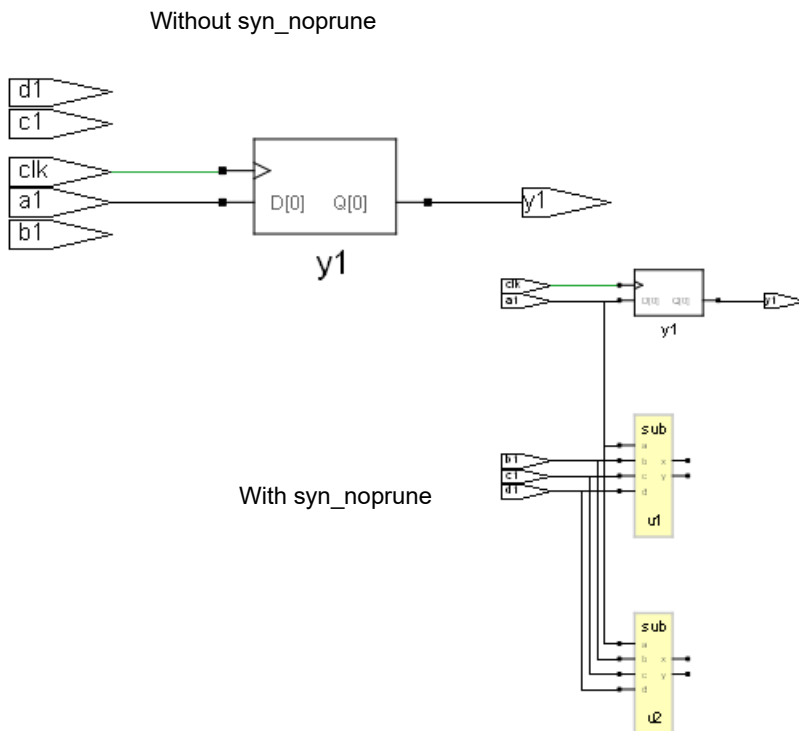 Without syn_noprune
d1
c1
clk
a1
b1
D[0] Q[0]
y1
y1
clk
a1
D[0] Q[0]
y1
y1
With syn_noprune
b1
c1
d1
sub
a
b x
c y
d
u1
sub
a
b x
c y
d
u2